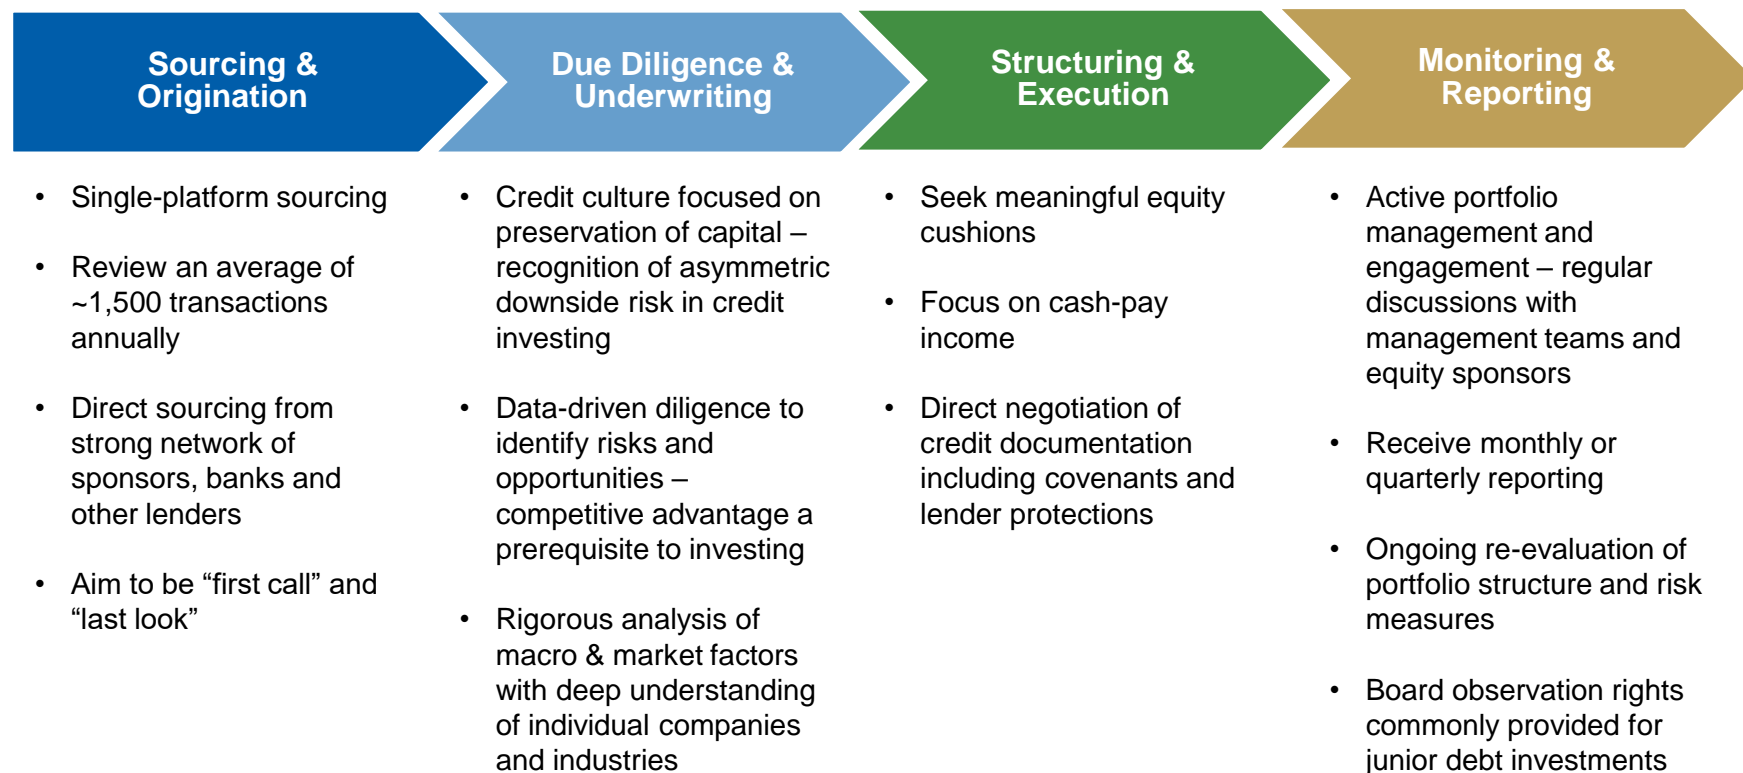 Sourcing &
Origination
Due Diligence &
Underwriting
Structuring &
Execution
Monitoring &
Reporting
• Single-platform sourcing
• Review an average of
~1,500 transactions
annually
• Direct sourcing from
strong network of
sponsors, banks and
other lenders
• Aim to be “first call” and
“last look”
• Credit culture focused on
preservation of capital –
recognition of asymmetric
downside risk in credit
investing
• Data-driven diligence to
identify risks and
opportunities –
competitive advantage a
prerequisite to investing
• Rigorous analysis of
macro & market factors
with deep understanding
of individual companies
and industries
• Seek meaningful equity
cushions
• Focus on cash-pay
income
• Direct negotiation of
credit documentation
including covenants and
lender protections
• Active portfolio
management and
engagement – regular
discussions with
management teams and
equity sponsors
• Receive monthly or
quarterly reporting
• Ongoing re-evaluation of
portfolio structure and risk
measures
• Board observation rights
commonly provided for
junior debt investments